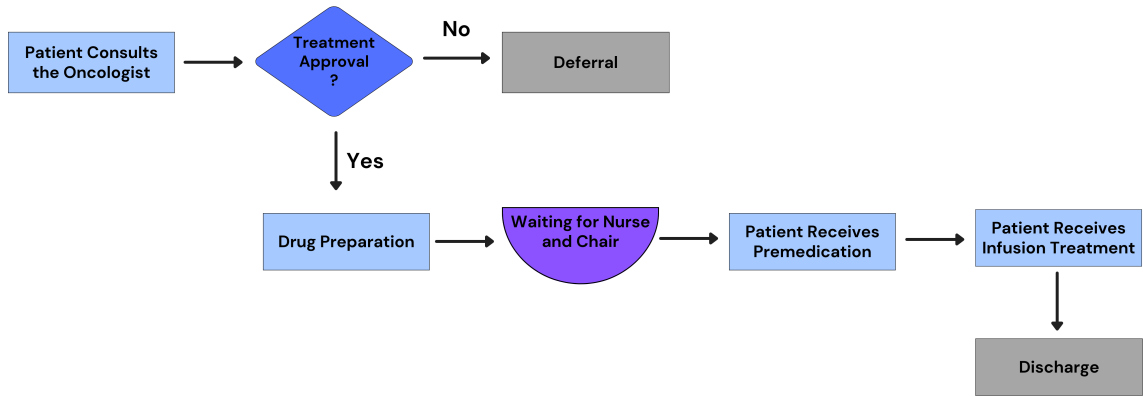 Patient Consults
the Oncologist
Treatment
Approval
?
No
Deferral
Yes
Drug Preparation
Waiting for Nurse
and Chair
Patient Receives
Premedication
Patient Receives
Infusion Treatment
Discharge